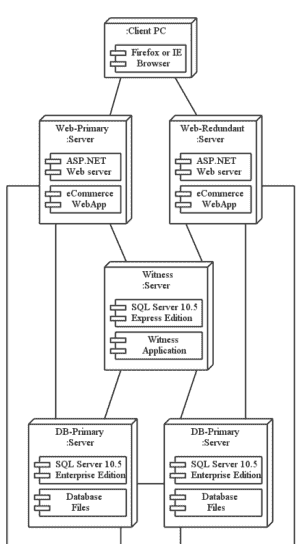 :Client PC
Firefox or IE
Browser
Web-Primary
:Server
ASP.NET
Web server
eCommerce
WebApp
Web-Redundant
:Server
ASP.NET
Web server
eCommerce
WebApp
Witness
:Server
SQL Server 10.5
Express Edition
Witness
Application
DB-Primary
:Server
SQL Server 10.5
Enterprise Edition
Database
Files
DB-Primary
:Server
SQL Server 10.5
Enterprise Edition
Database
Files